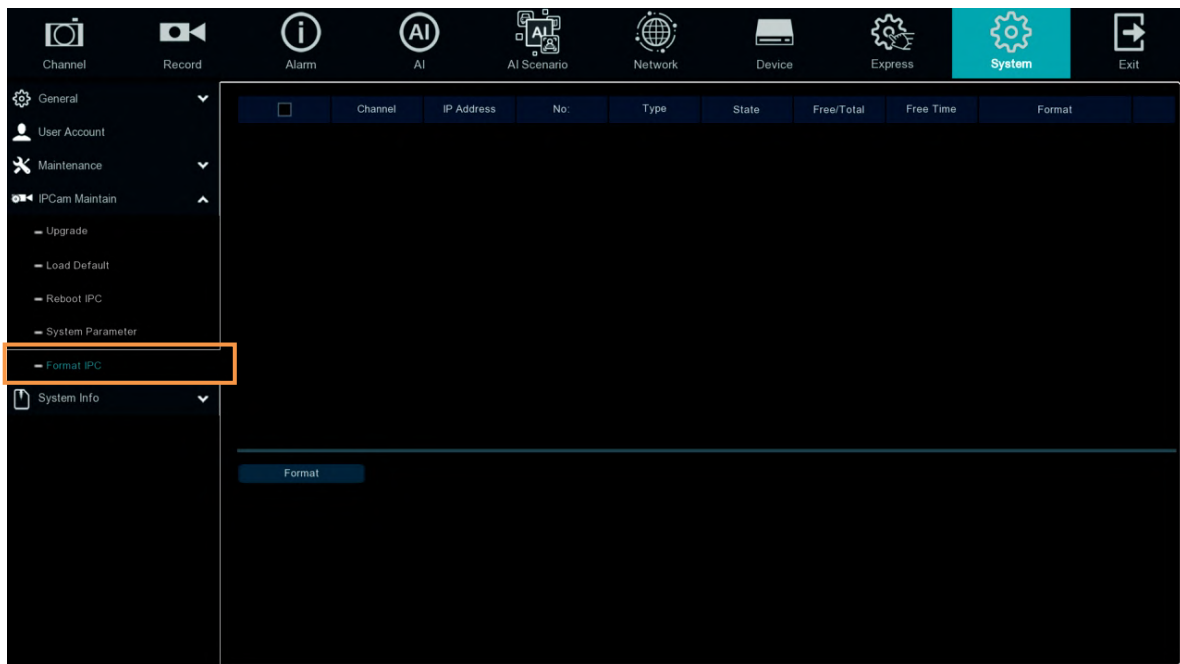 Channel Record Alarm AI AI Scenario Network Device Express System Exit
General
Channel IP Address No: Type State Free/Total Free Time Format
User Account
Maintenance
IPCam Maintain
Upgrade
Load Default
Reboot IPC
System Parameter
Format IPC
System Info
Format